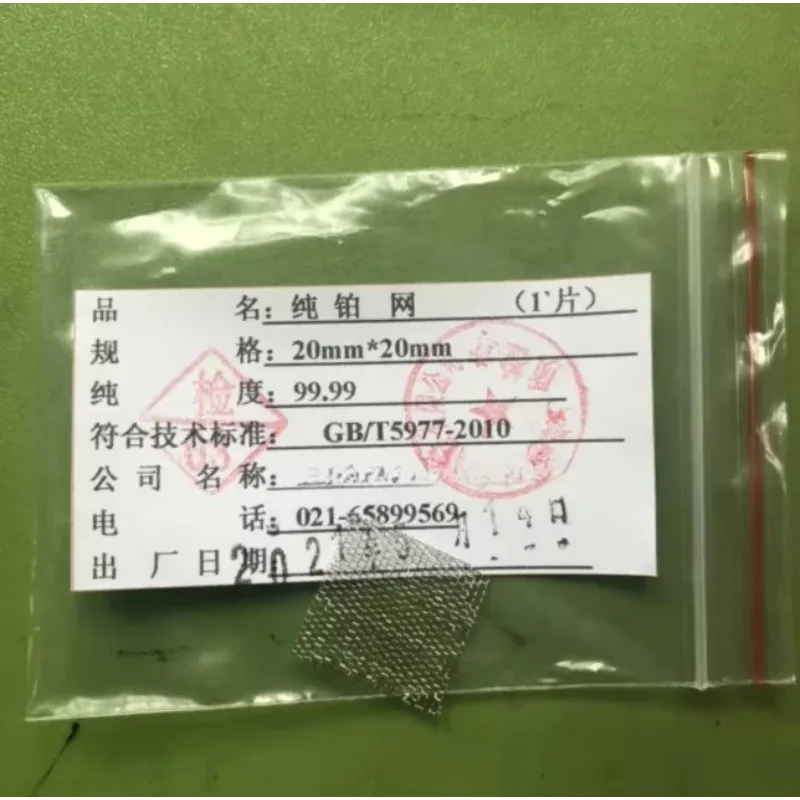 品 名：纯 铂 网 （1片）
规 格：20mm*20mm
纯 度：99.99
符合技术标准： GB/T5977-2010
公 司 名 称：
电 话：021-65899569
出 厂 日 期
检